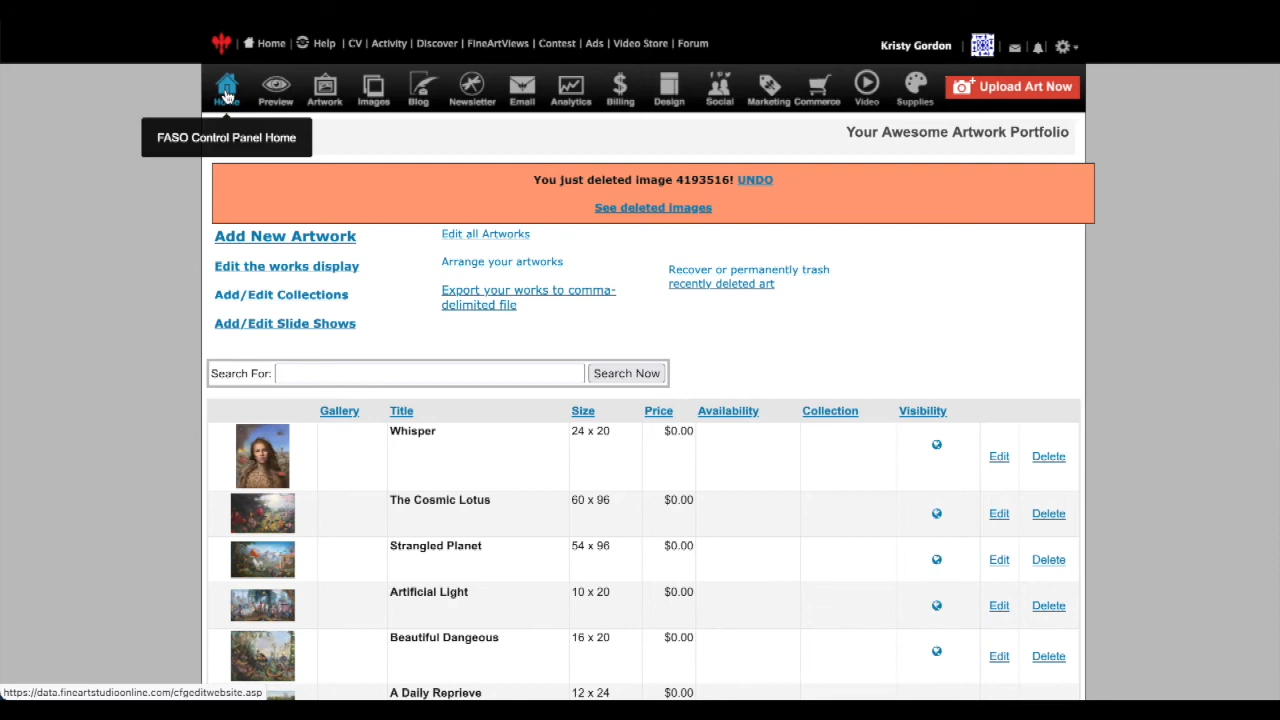 | Home | Help | CV | Activity | Discover | FineArtViews | Contest | Ads | Video Store | Forum
Kristy Gordon
Home Preview Artwork Images Blog Newsletter Email Analytics Billing Design Social Marketing Commerce Video Supplies Upload Art Now
FASO Control Panel Home
Your Awesome Artwork Portfolio
You just deleted image 4193516! UNDO
See deleted images
Add New Artwork
Edit the works display
Add/Edit Collections
Add/Edit Slide Shows
Edit all Artworks
Arrange your artworks
Export your works to comma-
delimited file
Recover or permanently trash
recently deleted art
Search For: Search Now
Gallery Title Size Price Availability Collection Visibility
Whisper 24 x 20 $0.00 Edit Delete
The Cosmic Lotus 60 x 96 $0.00 Edit Delete
Strangled Planet 54 x 96 $0.00 Edit Delete
Artificial Light 10 x 20 $0.00 Edit Delete
Beautiful Dangeous 16 x 20 $0.00 Edit Delete
A Daily Reprieve 12 x 24 $0.00
https://data.fineartstudioonline.com/cfgeditwebsite.asp